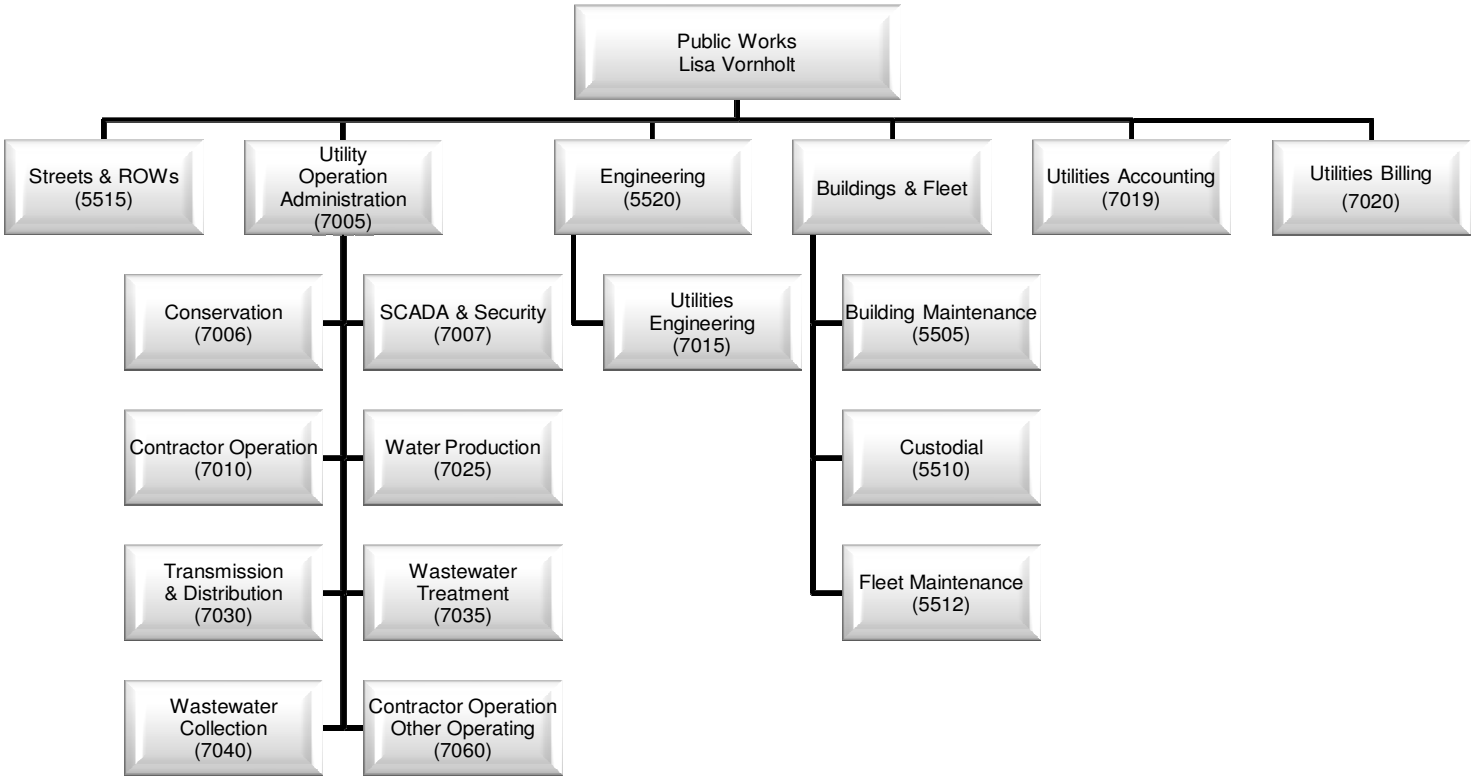 Public Works
Lisa Vornholt
Streets & ROWs
(5515)
Utility
Operation
Administration
(7005)
Engineering
(5520)
Buildings & Fleet
Utilities Accounting
(7019)
Utilities Billing
(7020)
Conservation
(7006)
SCADA & Security
(7007)
Utilities
Engineering
(7015)
Building Maintenance
(5505)
Contractor Operation
(7010)
Water Production
(7025)
Custodial
(5510)
Transmission
& Distribution
(7030)
Wastewater
Treatment
(7035)
Fleet Maintenance
(5512)
Wastewater
Collection
(7040)
Contractor Operation
Other Operating
(7060)